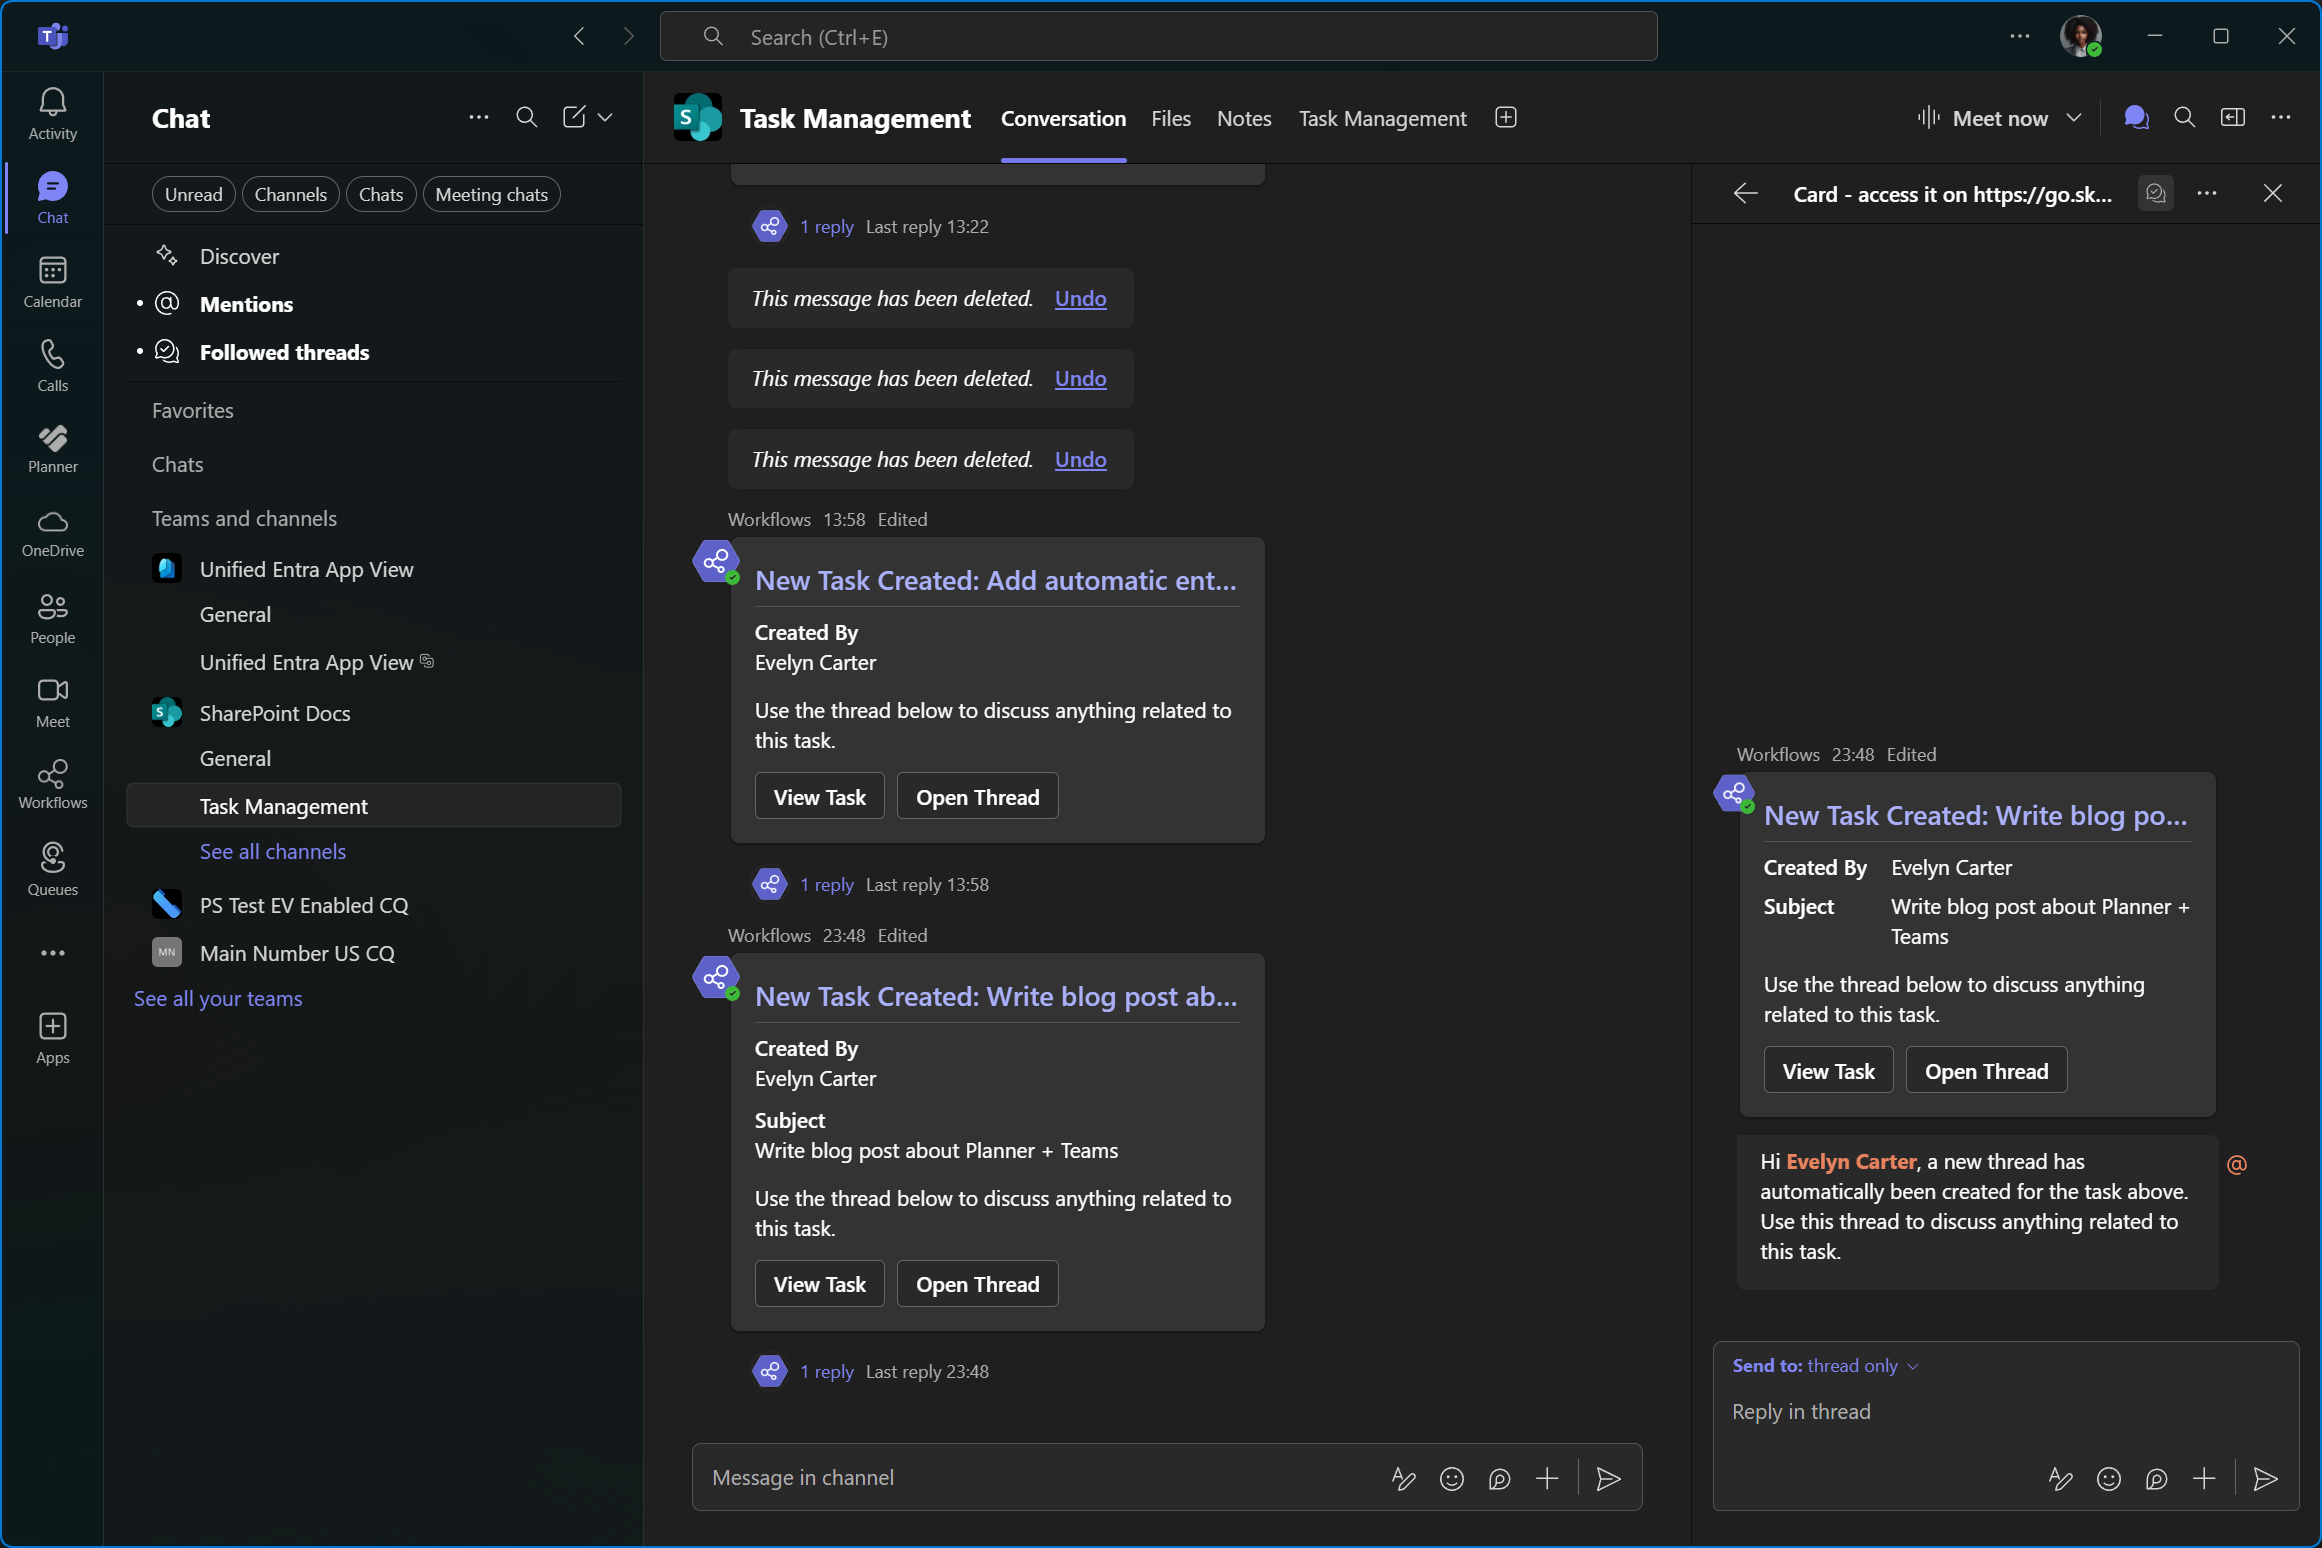 Search (Ctrl+E)
Activity
Chat
Calendar
Calls
Planner
OneDrive
People
Meet
Workflows
Queues
Apps
Chat
Unread
Channels
Chats
Meeting chats
Discover
Mentions
Followed threads
Favorites
Chats
Teams and channels
Unified Entra App View
General
Unified Entra App View
S
SharePoint Docs
General
Task Management
See all channels
PS Test EV Enabled CQ
MN
Main Number US CQ
See all your teams
S
Task Management
Conversation
Files
Notes
Task Management
Meet now
1 reply Last reply 13:22
This message has been deleted. Undo
This message has been deleted. Undo
This message has been deleted. Undo
Workflows 13:58 Edited
New Task Created: Add automatic ent...
Created By
Evelyn Carter
Use the thread below to discuss anything related to
this task.
View Task
Open Thread
1 reply Last reply 13:58
Workflows 23:48 Edited
New Task Created: Write blog post ab...
Created By
Evelyn Carter
Subject
Write blog post about Planner + Teams
Use the thread below to discuss anything related to
this task.
View Task
Open Thread
1 reply Last reply 23:48
Message in channel
Card - access it on https://go.sk...
Workflows 23:48 Edited
New Task Created: Write blog po...
Created By Evelyn Carter
Subject Write blog post about Planner +
Teams
Use the thread below to discuss anything
related to this task.
View Task
Open Thread
Hi Evelyn Carter, a new thread has
automatically been created for the task above.
Use this thread to discuss anything related to
this task.
@
Send to: thread only
Reply in thread